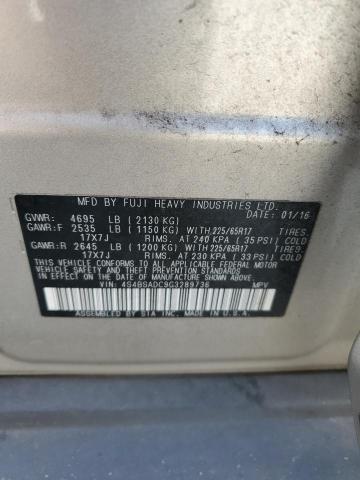 MFD BY FUJI HEAVY INDUSTRIES LTD.
DATE: 01/16
GVWR: 4695 LB ( 2130 KG)
GAWR:F 2535 LB ( 1150 KG) WITH 225/65R17 TIRES.
17X7J RIMS. AT 240 KPA ( 35 PSI) COLD
GAWR:R 2645 LB ( 1200 KG) WITH 225/65R17 TIRES.
17X7J RIMS. AT 230 KPA ( 33 PSI) COLD
THIS VEHICLE CONFORMS TO ALL APPLICABLE FEDERAL MOTOR
VEHICLE SAFETY AND BUMPER STANDARDS IN EFFECT ON THE
DATE OF MANUFACTURE SHOWN ABOVE.
VIN: 4S4BSADC9G3289736 MPV
ASSEMBLED BY SIA INC. MADE IN U.S.A.